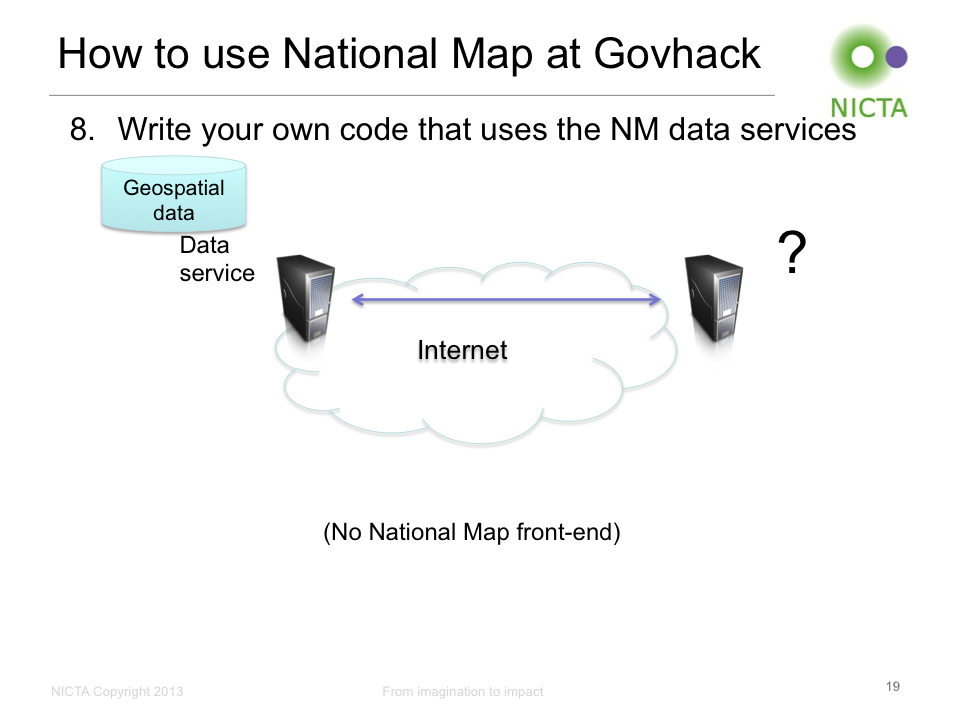 How to use National Map at Govhack
NICTA
8. Write your own code that uses the NM data services
Geospatial
data
Data
service
?
Internet
(No National Map front-end)
NICTA Copyright 2013
From imagination to impact
19